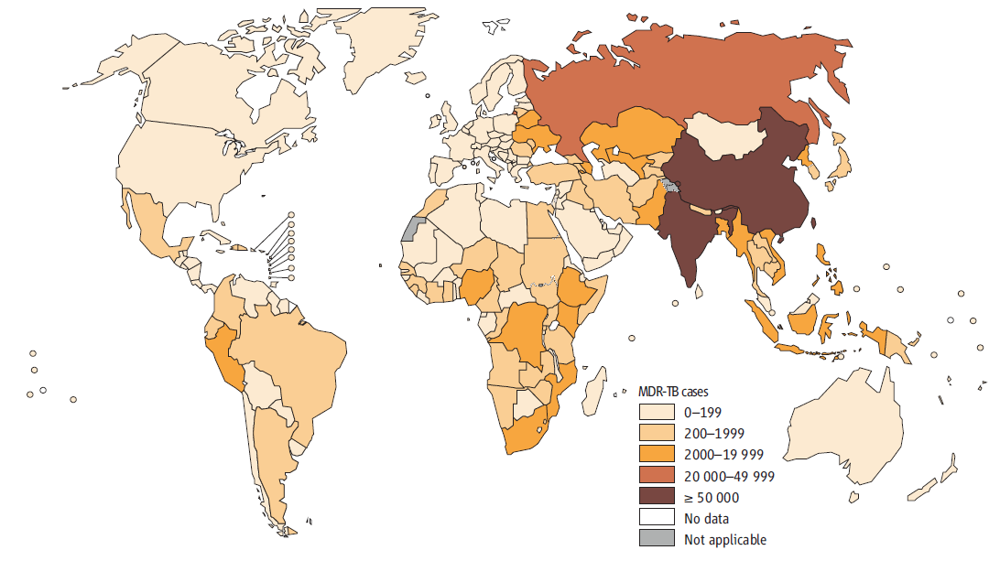 MDR-TB cases
0–199
200–1999
2000–19 999
20 000–49 999
≥ 50 000
No data
Not applicable